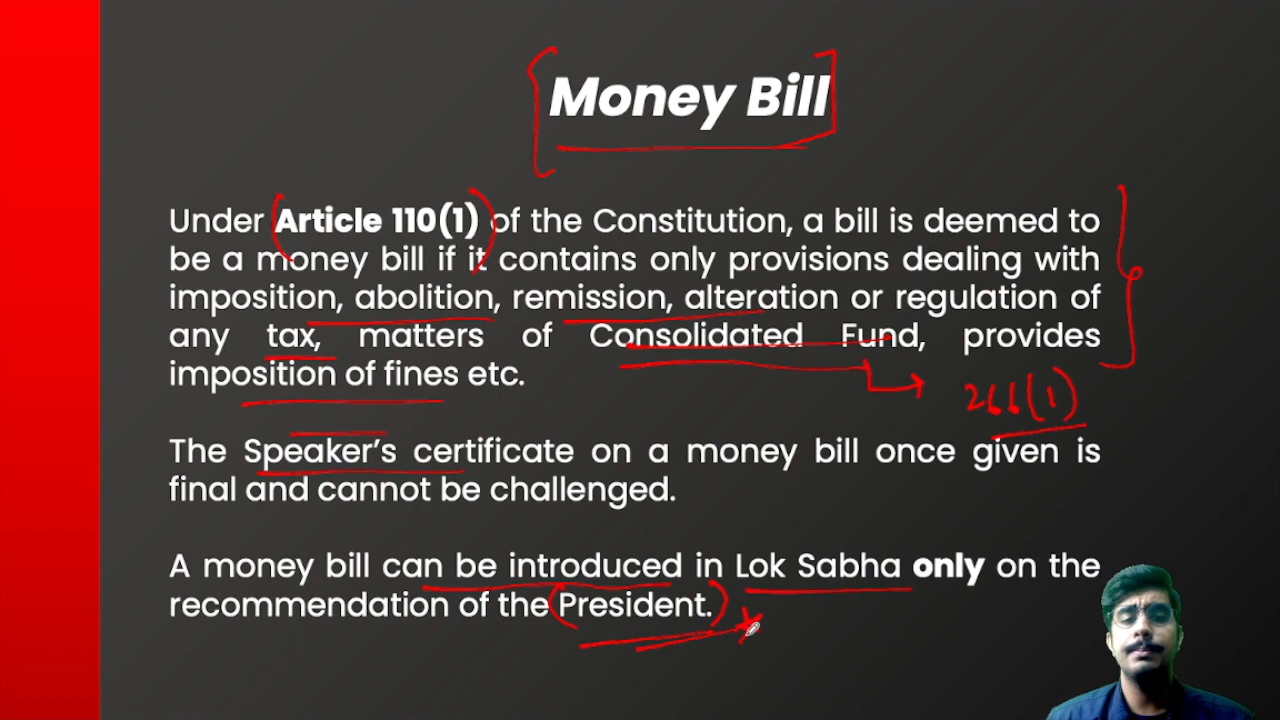 Money Bill
Under Article 110(1) of the Constitution, a bill is deemed to
be a money bill if it contains only provisions dealing with
imposition, abolition, remission, alteration or regulation of
any tax, matters of Consolidated Fund, provides
imposition of fines etc.
266(1)
The Speaker's certificate on a money bill once given is
final and cannot be challenged.
A money bill can be introduced in Lok Sabha only on the
recommendation of the President.